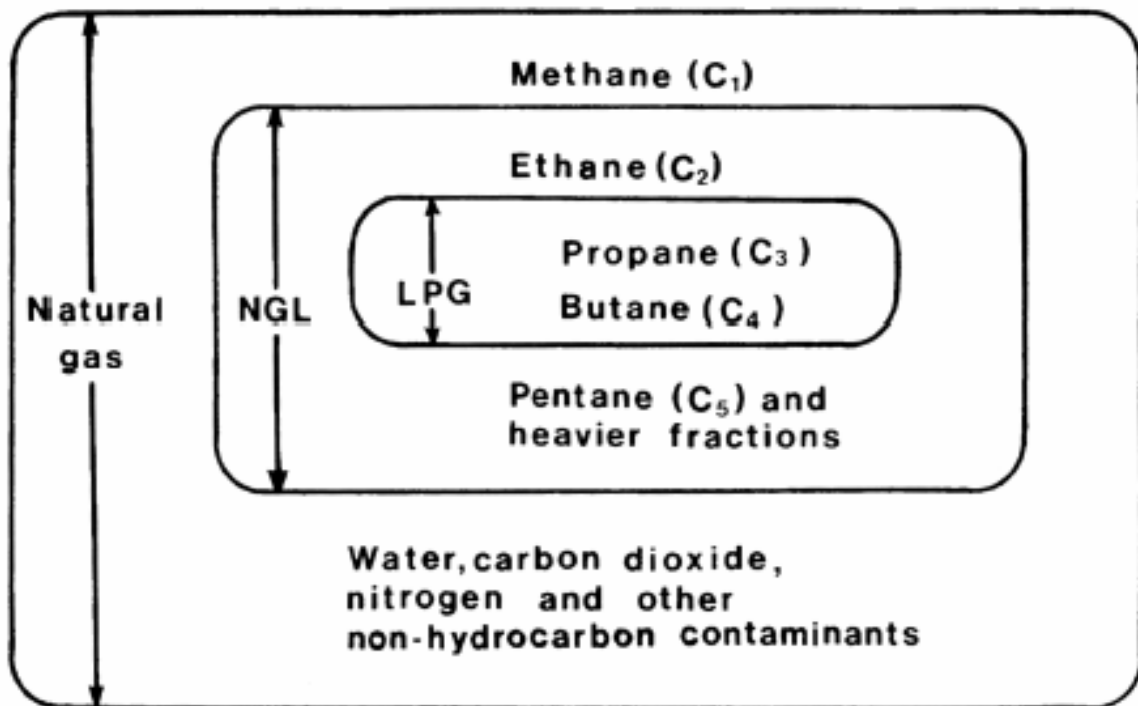 Methane (C₁)
Ethane (C₂)
Propane (C₃)
Butane (C₄)
LPG
NGL
Natural
gas
Pentane (C₅) and
heavier fractions
Water, carbon dioxide,
nitrogen and other
non-hydrocarbon contaminants